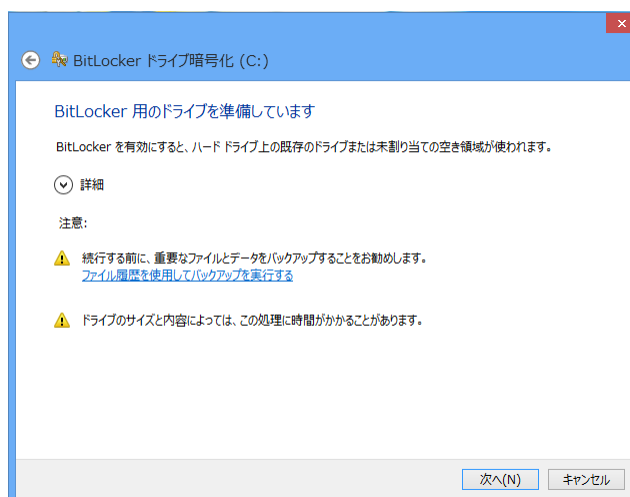 BitLocker ドライブ暗号化 (C:)
BitLocker 用のドライブを準備しています
BitLocker を有効にすると、ハード ドライブ上の既存のドライブまたは未割り当ての空き領域が使われます。
詳細
注意:
続行する前に、重要なファイルとデータをバックアップすることをお勧めします。
ファイル履歴を使用してバックアップを実行する
ドライブのサイズと内容によっては、この処理に時間がかかることがあります。
次へ(N)
キャンセル